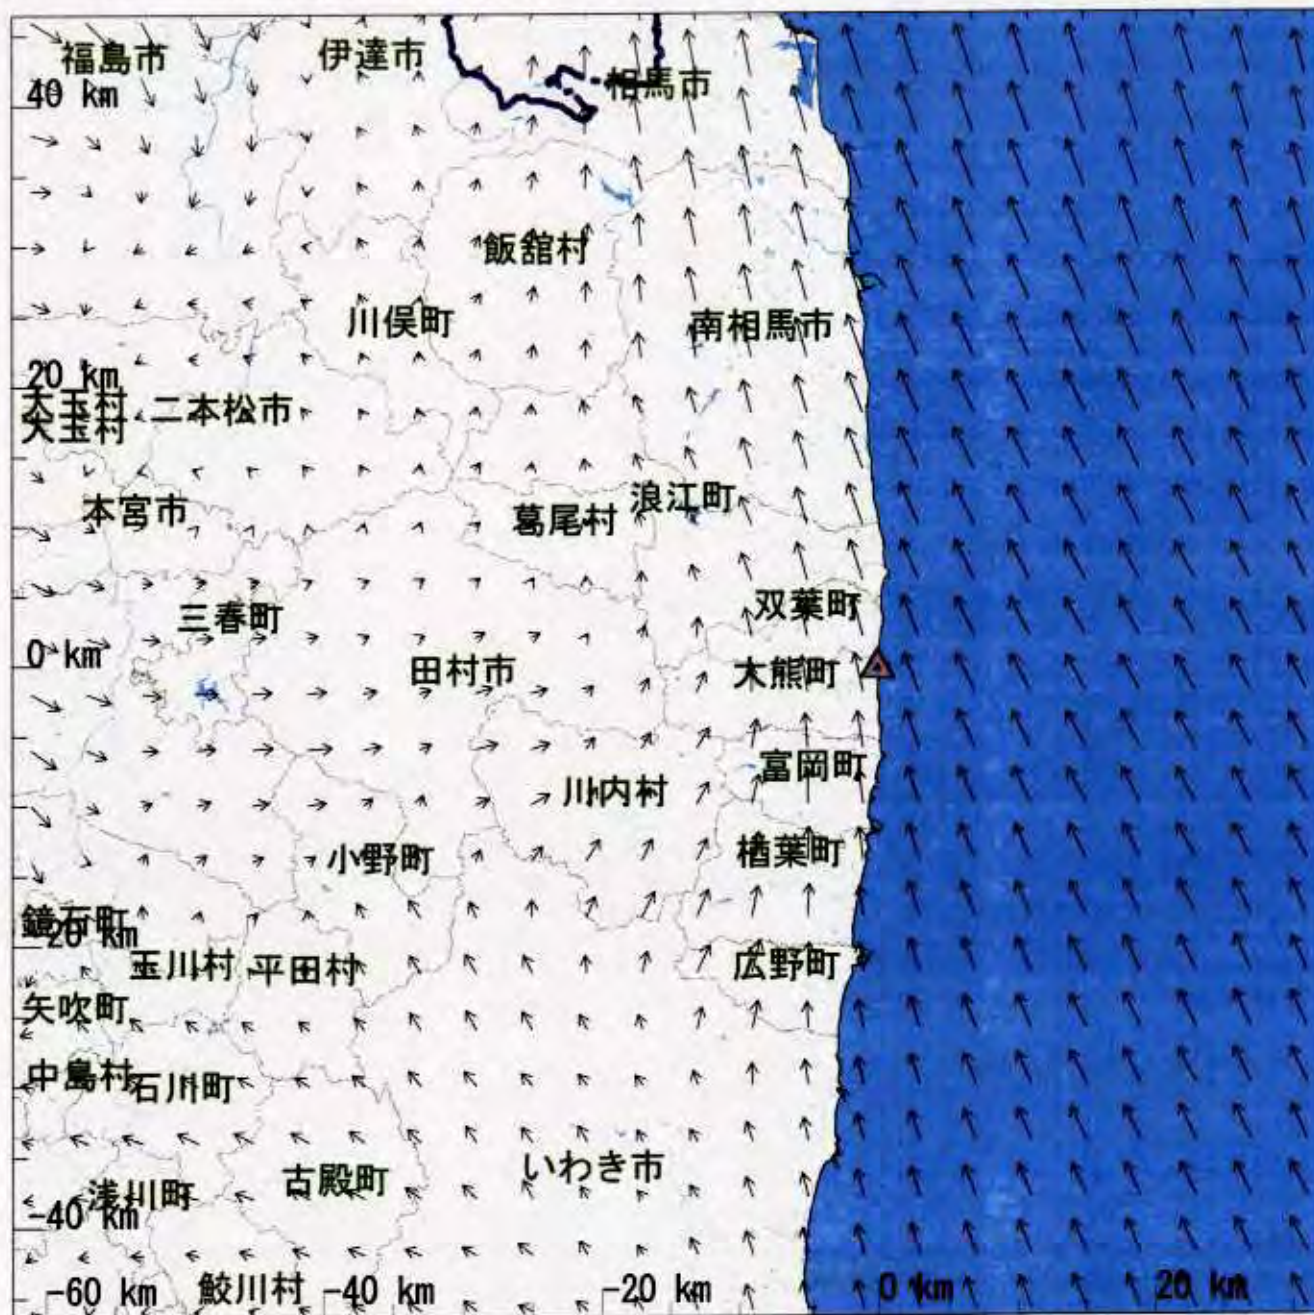 福島市
伊達市
相馬市
40 km
飯舘村
川俣町
南相馬市
20 km
大玉村
二本松市
大玉村
本宮市
葛尾村
浪江町
双葉町
三春町
0 km
田村市
大熊町
富岡町
川内村
小野町
楢葉町
鏡石町
-20 km
玉川村
平田村
広野町
矢吹町
中島村
石川町
いわき市
古殿町
浅川町
-40 km
-60 km
鮫川村
-40 km
-20 km
0 km
20 km